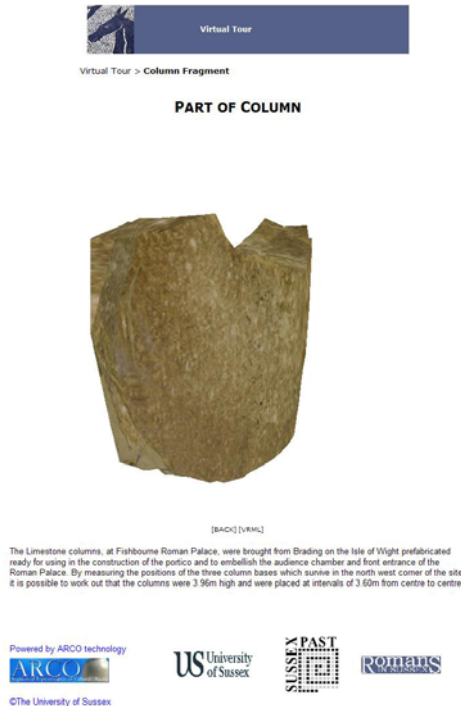 Virtual Tour
Virtual Tour > Column Fragment
PART OF COLUMN
[BACK] [VRML]
The Limestone columns, at Fishbourne Roman Palace, were brought from Brading on the Isle of Wight prefabricated
ready for using in the construction of the portico and to embellish the audience chamber and front entrance of the
Roman Palace. By measuring the positions of the three column bases which survive in the north west corner of the site
it is possible to work out that the columns were 3.96m high and were placed at intervals of 3.60m from centre to centre
Powered by ARCO technology
ARCO
US University
of Sussex
SUSSEX PAST
ROMANS
IN SUSSEX
©The University of Sussex